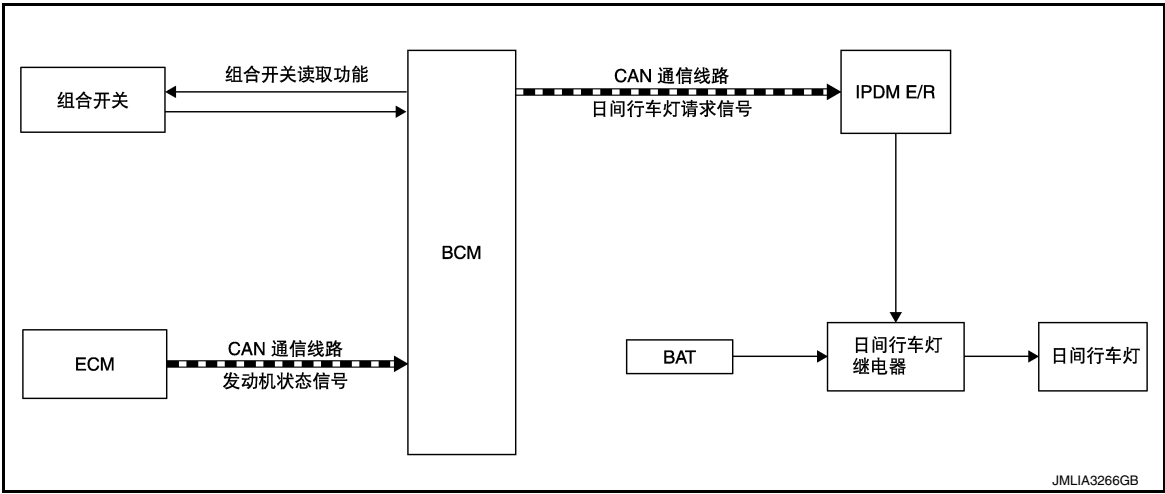 组合开关
组合开关读取功能
BCM
CAN 通信线路
日间行车灯请求信号
IPDM E/R
ECM
CAN 通信线路
发动机状态信号
BAT
日间行车灯
继电器
日间行车灯
JMLIA3266GB